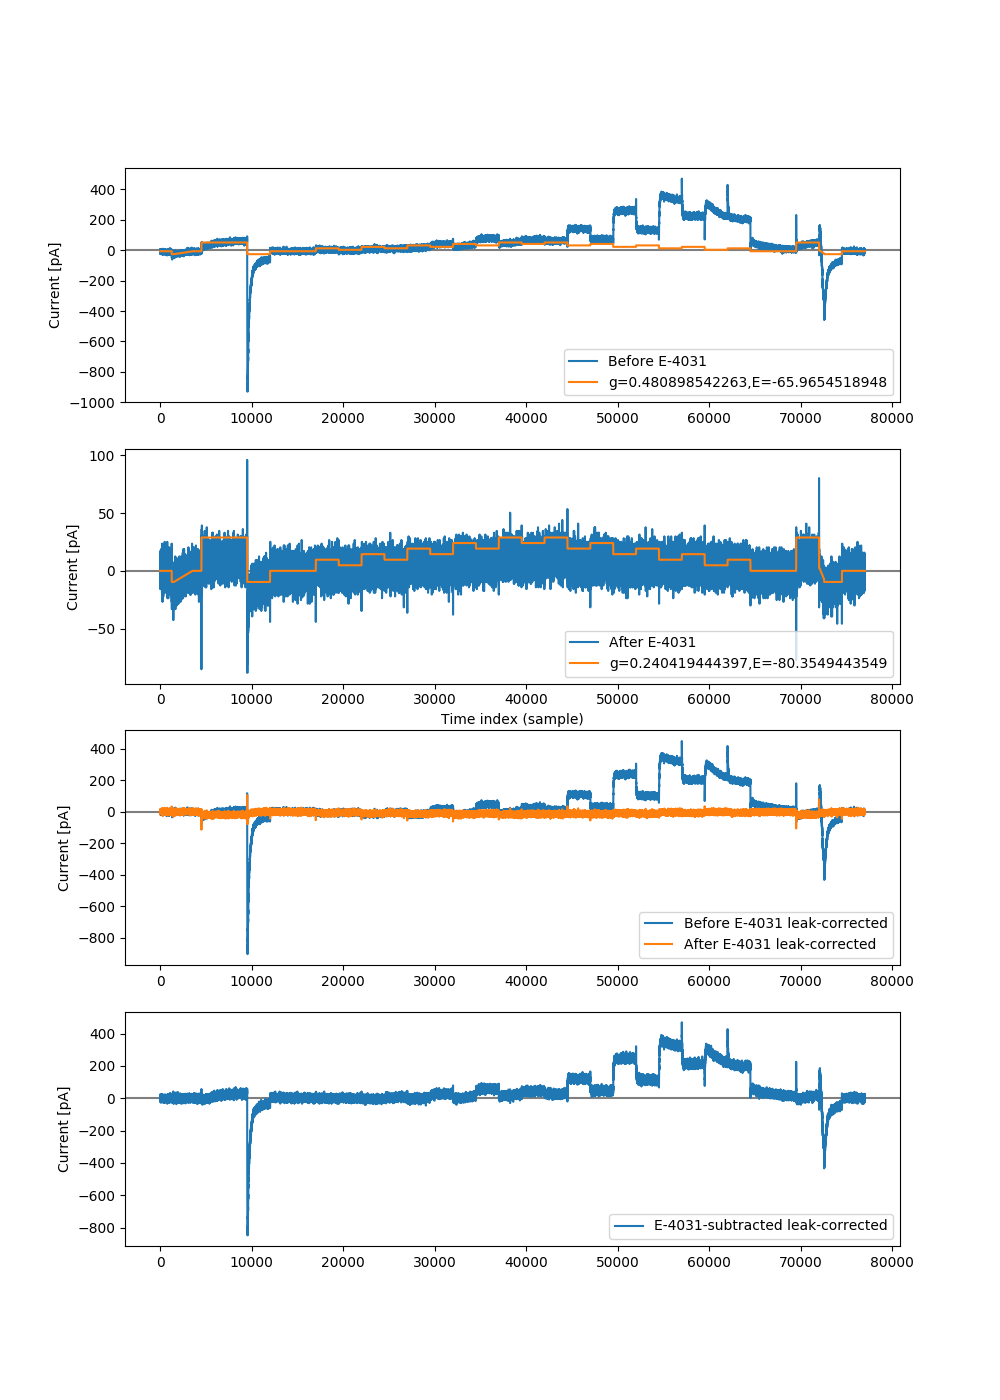 400
200
0
−200
−400
−600
−800
−1000
Current [pA]
Before E-4031
g=0.480898542263,E=-65.9654518948
0 10000 20000 30000 40000 50000 60000 70000 80000
100
50
0
−50
Current [pA]
After E-4031
g=0.240419444397,E=-80.3549443549
0 10000 20000 30000 40000 50000 60000 70000 80000
Time index (sample)
400
200
0
−200
−400
−600
−800
Current [pA]
Before E-4031 leak-corrected
After E-4031 leak-corrected
0 10000 20000 30000 40000 50000 60000 70000 80000
400
200
0
−200
−400
−600
−800
Current [pA]
E-4031-subtracted leak-corrected
0 10000 20000 30000 40000 50000 60000 70000 80000